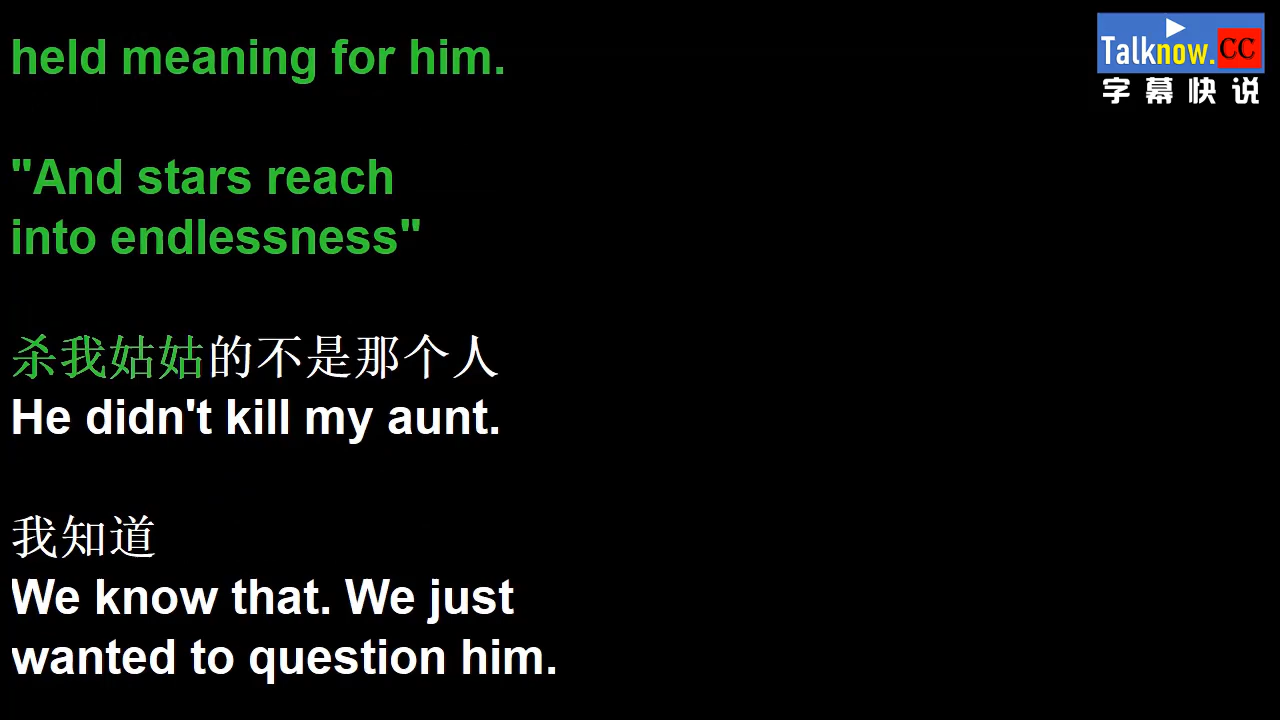 held meaning for him.
Talknow.CC
字幕快说
"And stars reach
into endlessness"
杀我姑姑的不是那个人
He didn't kill my aunt.
我知道
We know that. We just
wanted to question him.